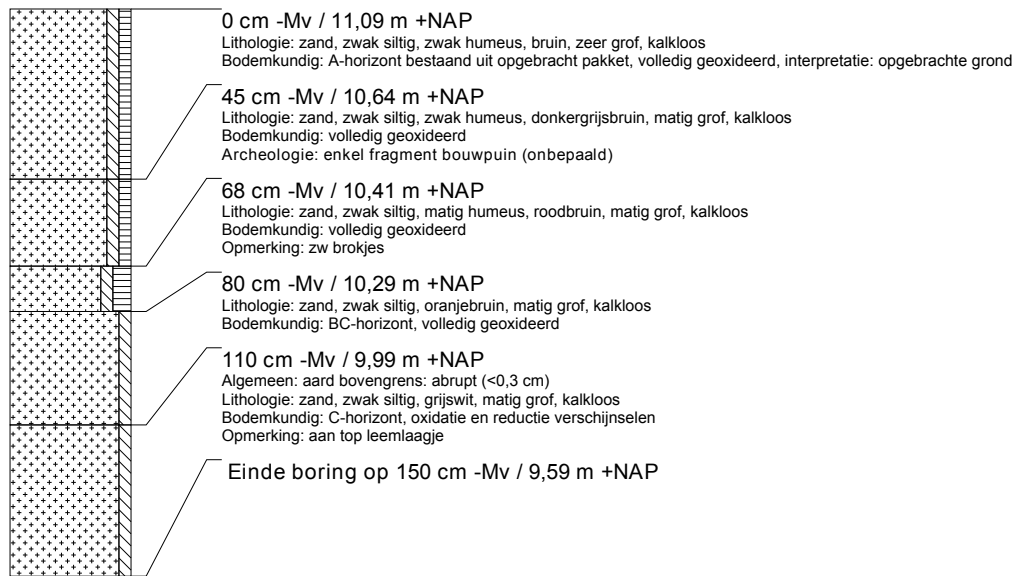 0 cm -Mv / 11,09 m +NAP
Lithologie: zand, zwak siltig, zwak humeus, bruin, zeer grof, kalkloos
Bodemkundig: A-horizont bestaand uit opgebracht pakket, volledig geoxideerd, interpretatie: opgebrachte grond
45 cm -Mv / 10,64 m +NAP
Lithologie: zand, zwak siltig, zwak humeus, donkergrijsbruin, matig grof, kalkloos
Bodemkundig: volledig geoxideerd
Archeologie: enkel fragment bouwpuin (onbepaald)
68 cm -Mv / 10,41 m +NAP
Lithologie: zand, zwak siltig, matig humeus, roodbruin, matig grof, kalkloos
Bodemkundig: volledig geoxideerd
Opmerking: zw brokjes
80 cm -Mv / 10,29 m +NAP
Lithologie: zand, zwak siltig, oranjebruin, matig grof, kalkloos
Bodemkundig: BC-horizont, volledig geoxideerd
110 cm -Mv / 9,99 m +NAP
Algemeen: aard bovengrens: abrupt (<0,3 cm)
Lithologie: zand, zwak siltig, grijswit, matig grof, kalkloos
Bodemkundig: C-horizont, oxidatie en reductie verschijnselen
Opmerking: aan top leemlaagje
Einde boring op 150 cm -Mv / 9,59 m +NAP